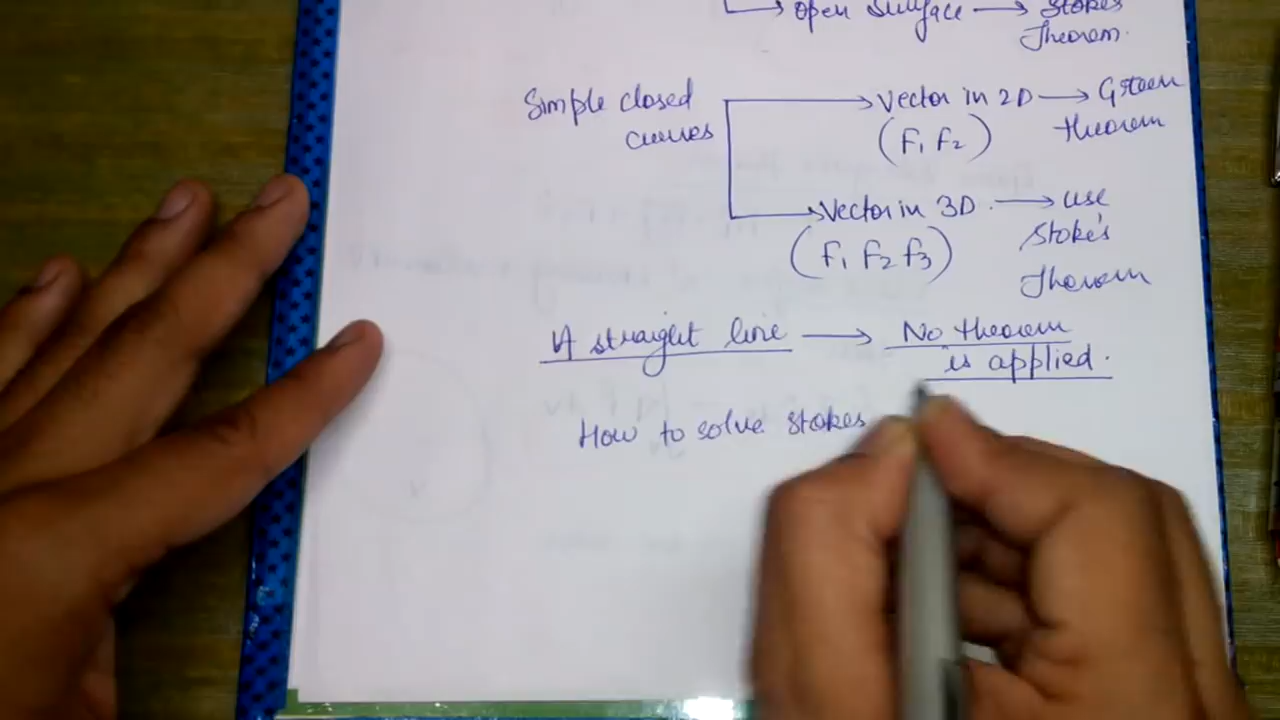 → open surface → Stokes
Theorem.
Simple closed curves
→ Vector in 2D → Green theorem
(F1 F2)
→ Vector in 3D. → use Stoke's Theorem
(F1 F2 f3)
A straight line → No theorem
is applied.
How to solve stokes